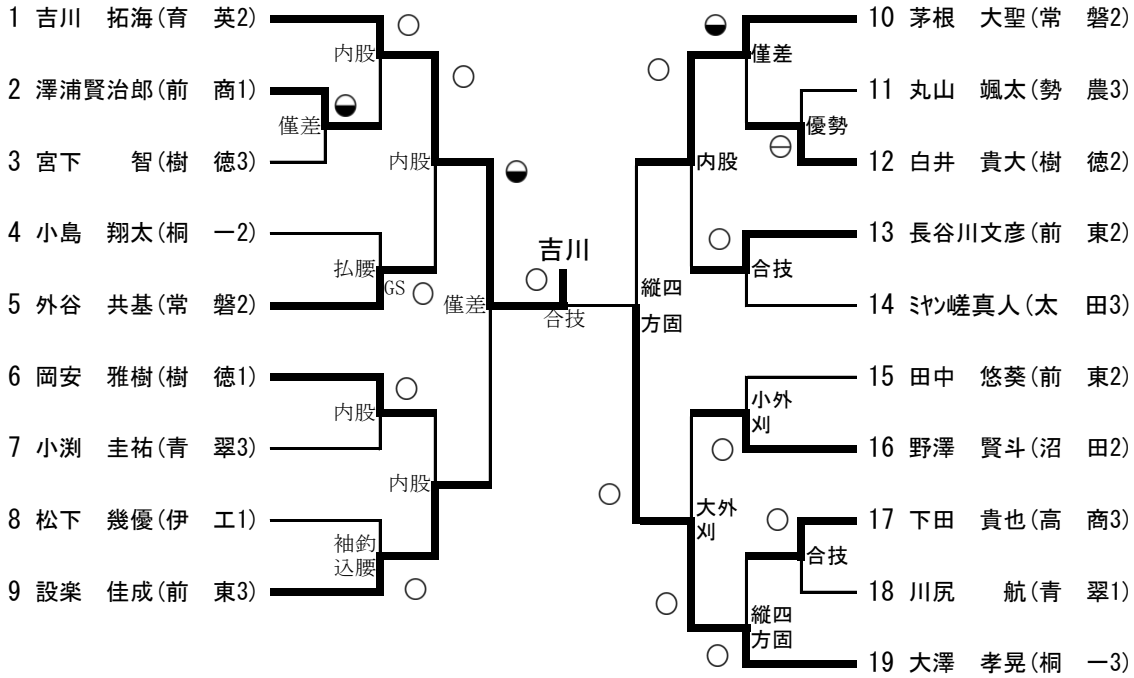 1 吉川 拓海(育 英2)
内股
2 澤浦賢治郎(前 商1)
僅差
3 宮下 智(樹 徳3)
内股
4 小島 翔太(桐 一2)
払腰
GS
5 外谷 共基(常 磐2)
僅差
6 岡安 雅樹(樹 徳1)
内股
7 小渕 圭祐(青 翠3)
内股
8 松下 幾優(伊 工1)
袖釣
込腰
9 設楽 佳成(前 東3)
吉川
合技
10 茅根 大聖(常 磐2)
僅差
11 丸山 颯太(勢 農3)
優勢
12 白井 貴大(樹 徳2)
内股
13 長谷川文彦(前 東2)
合技
14 ミヤン嵯真人(太 田3)
縦四
方固
15 田中 悠葵(前 東2)
小外
刈
16 野澤 賢斗(沼 田2)
大外
刈
17 下田 貴也(高 商3)
合技
18 川尻 航(青 翠1)
縦四
方固
19 大澤 孝晃(桐 一3)